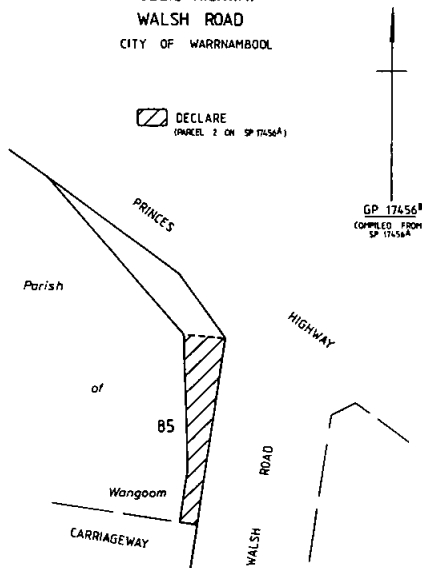 WALSH ROAD
CITY OF WARRNAMBOOL
DECLARE
(PARCEL 2 ON SP 17456A)
GP 17456B
(COMPILED FROM
SP 17456A
PRINCES
HIGHWAY
Parish
of
85
Wangoom
CARRIAGEWAY
WALSH ROAD